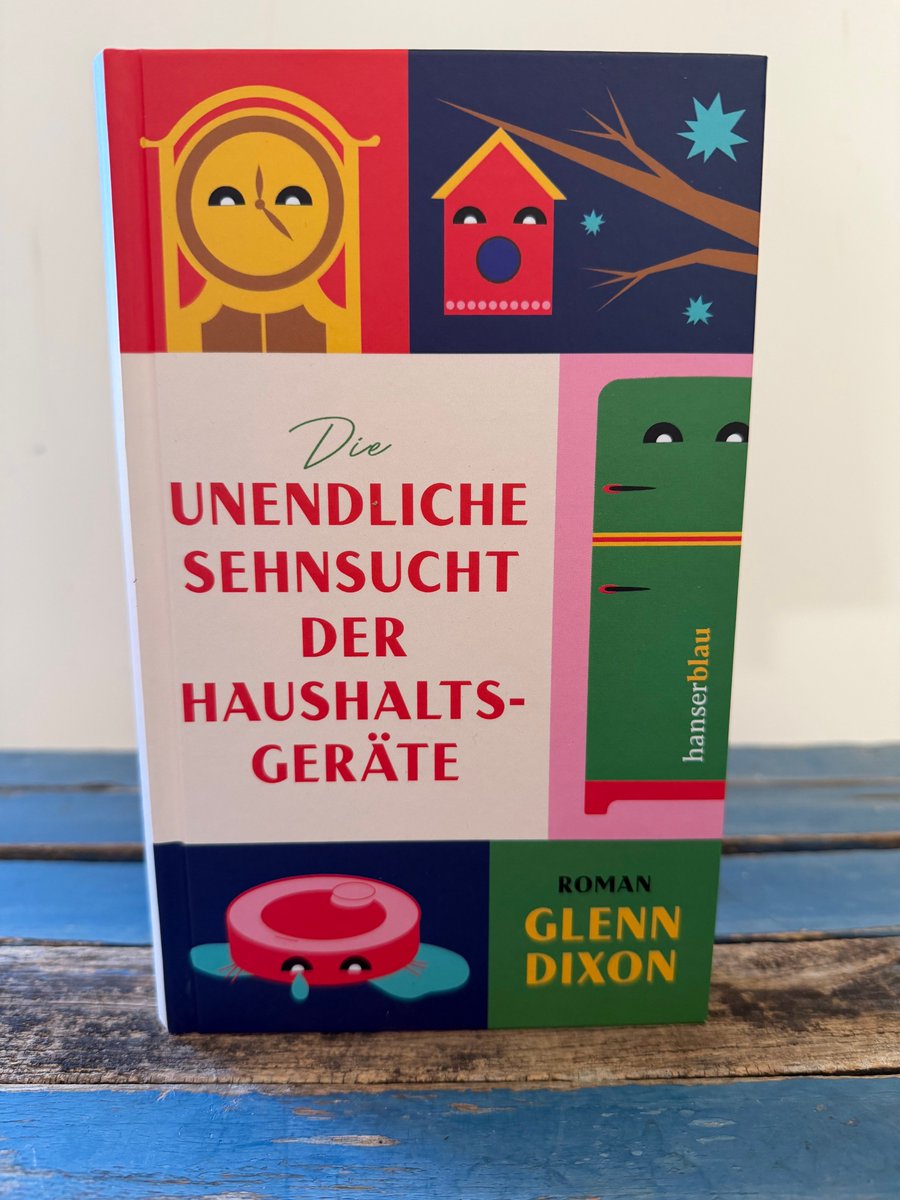 Die
UNENDLICHE
SEHNSUCHT
DER
HAUSHALTS-
GERÄTE
hanserblau
ROMAN
GLENN
DIXON